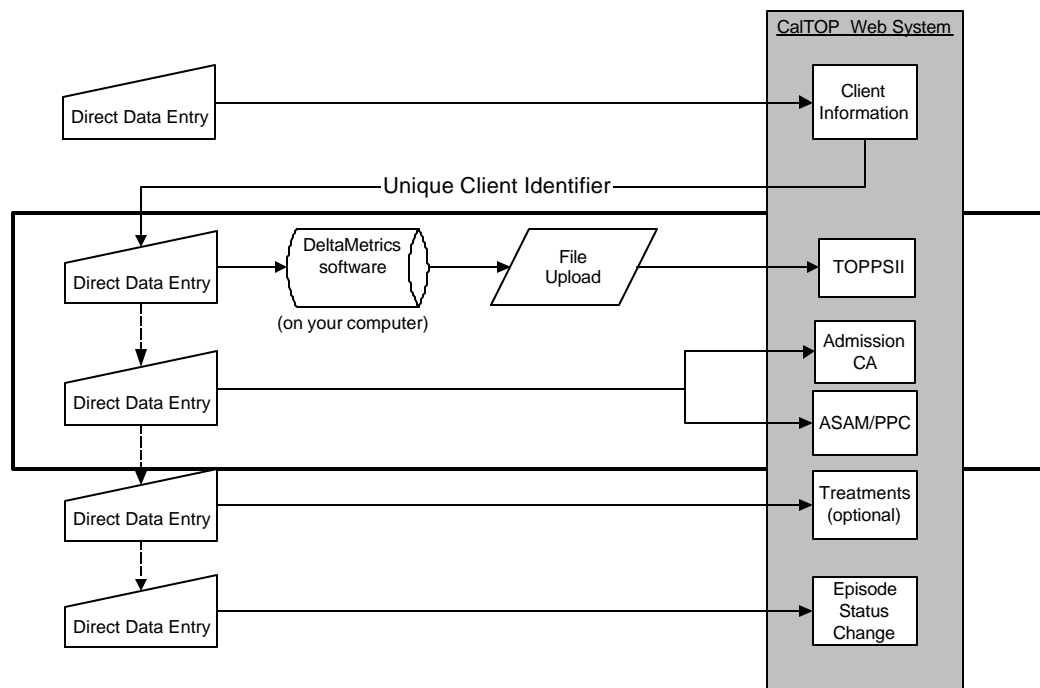 CalTOP Web System
Direct Data Entry
Client
Information
Unique Client Identifier
Direct Data Entry
DeltaMetrics
software
(on your computer)
File
Upload
TOPPSII
Direct Data Entry
Admission
CA
ASAM/PPC
Direct Data Entry
Treatments
(optional)
Direct Data Entry
Episode
Status
Change